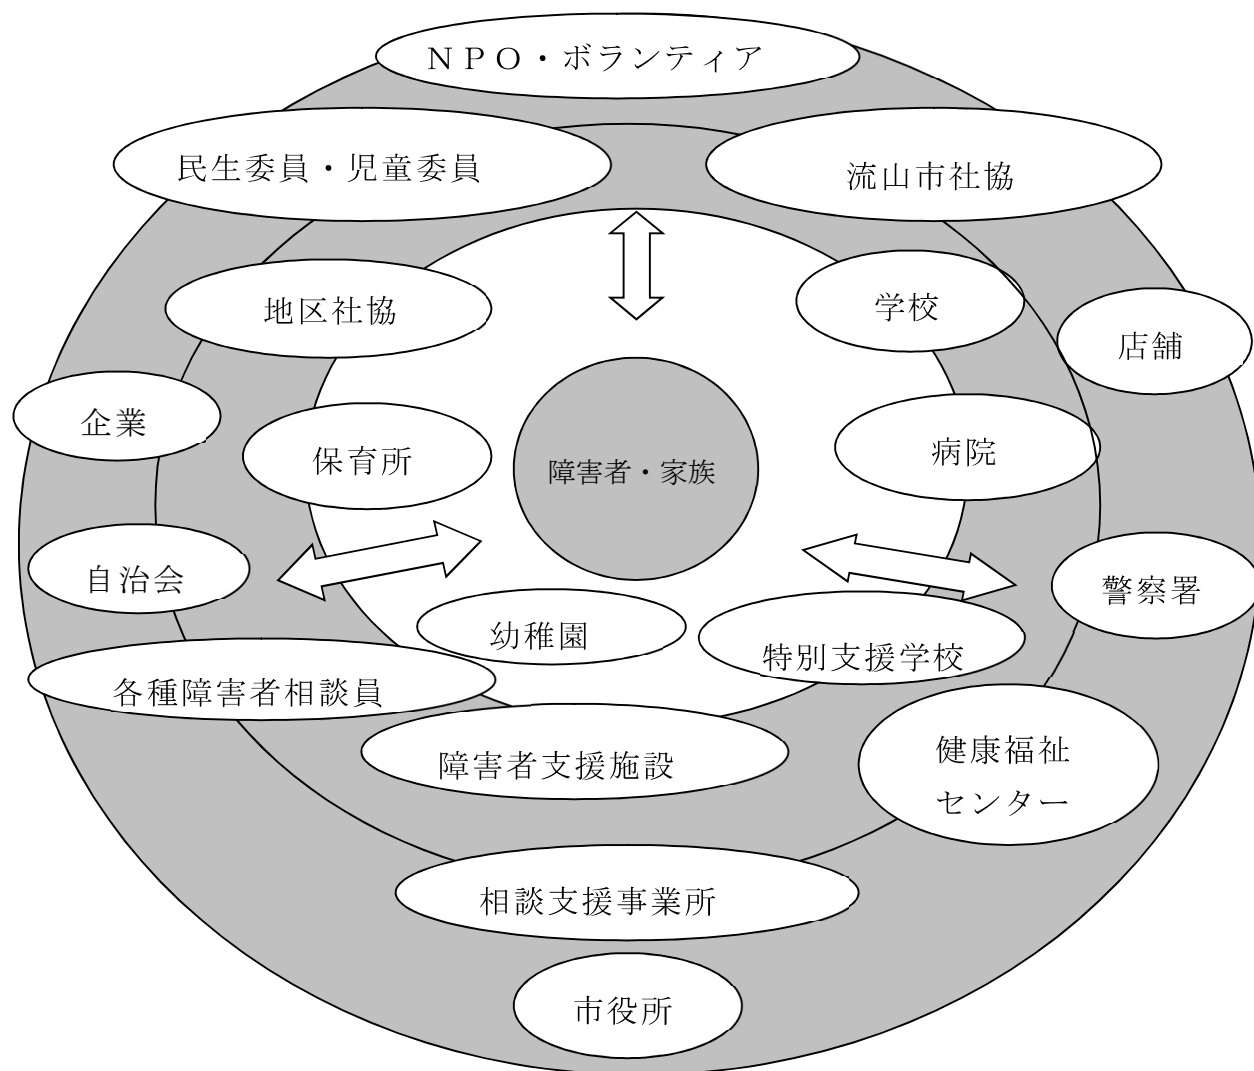 ＮＰＯ・ボランティア
民生委員・児童委員
流山市社協
地区社協
学校
店舗
企業
保育所
障害者・家族
病院
自治会
警察署
幼稚園
特別支援学校
各種障害者相談員
障害者支援施設
健康福祉
センター
相談支援事業所
市役所